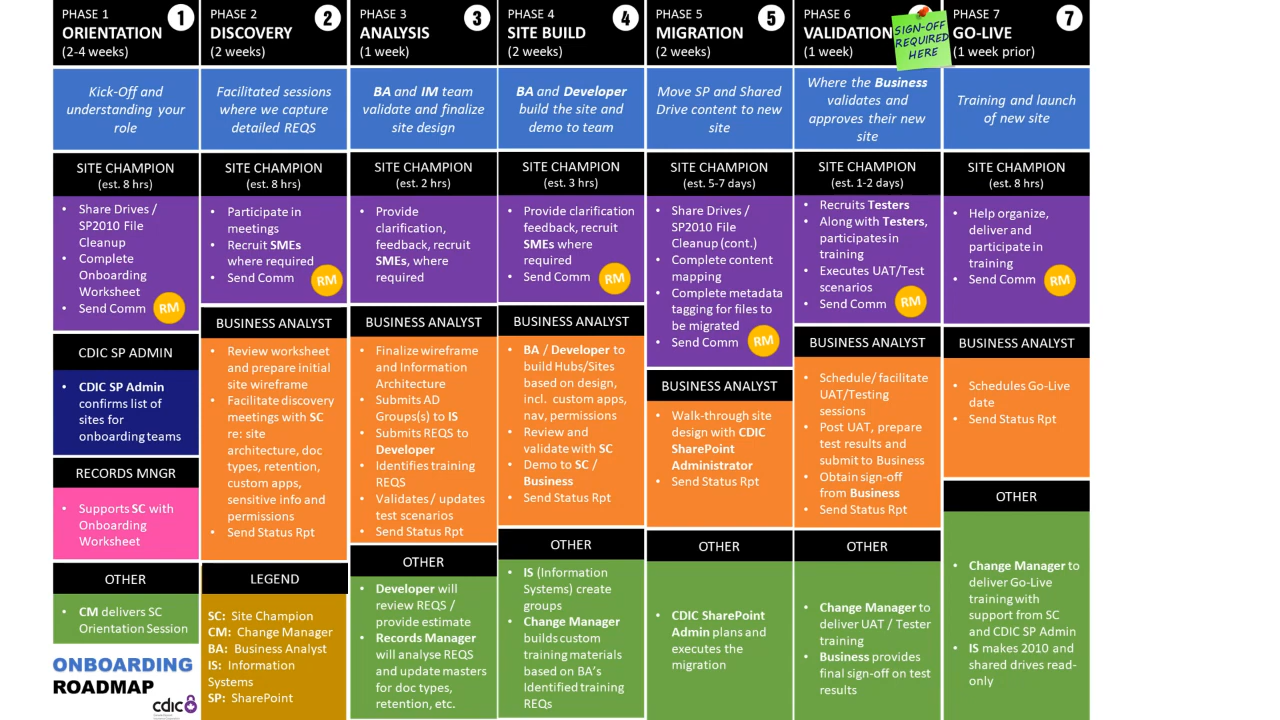 PHASE 1
ORIENTATION
(2-4 weeks)
1
Kick-Off and
understanding your
role
SITE CHAMPION
(est. 8 hrs)
• Share Drives /
SP2010 File
Cleanup
• Complete
Onboarding
Worksheet
• Send Comm
RM
CDIC SP ADMIN
• CDIC SP Admin
confirms list of
sites for
onboarding teams
RECORDS MNGR
• Supports SC with
Onboarding
Worksheet
OTHER
• CM delivers SC
Orientation Session
ONBOARDING
ROADMAP
cdic
PHASE 2
DISCOVERY
(2 weeks)
2
Facilitated sessions
where we capture
detailed REQS
SITE CHAMPION
(est. 8 hrs)
• Participate in
meetings
• Recruit SMEs
where required
• Send Comm
RM
BUSINESS ANALYST
• Review worksheet
and prepare initial
site wireframe
• Facilitate discovery
meetings with SC
re: site
architecture, doc
types, retention,
custom apps,
sensitive info and
permissions
• Send Status Rpt
LEGEND
SC: Site Champion
CM: Change Manager
BA: Business Analyst
IS: Information
Systems
SP: SharePoint
PHASE 3
ANALYSIS
(1 week)
3
BA and IM team
validate and finalize
site design
SITE CHAMPION
(est. 2 hrs)
• Provide
clarification,
feedback, recruit
SMEs, where
required
BUSINESS ANALYST
• Finalize wireframe
and Information
Architecture
• Submits AD
Groups(s) to IS
• Submits REQS to
Developer
• Identifies training
REQS
• Validates / updates
test scenarios
• Send Status Rpt
OTHER
• Developer will
review REQS /
provide estimate
• Records Manager
will analyse REQS
and update masters
for doc types,
retention, etc.
PHASE 4
SITE BUILD
(2 weeks)
4
BA and Developer
build the site and
demo to team
SITE CHAMPION
(est. 3 hrs)
• Provide clarification
feedback, recruit
SMEs where
required
• Send Comm
RM
BUSINESS ANALYST
• BA / Developer to
build Hubs/Sites
based on design,
incl. custom apps,
nav, permissions
• Review and
validate with SC
• Demo to SC /
Business
• Send Status Rpt
OTHER
• IS (Information
Systems) create
groups
• Change Manager
builds custom
training materials
based on BA's
Identified training
REQs
PHASE 5
MIGRATION
(2 weeks)
5
Move SP and Shared
Drive content to new
site
SITE CHAMPION
(est. 5-7 days)
• Share Drives /
SP2010 File
Cleanup (cont.)
• Complete content
mapping
• Complete metadata
tagging for files to
be migrated
• Send Comm
RM
BUSINESS ANALYST
• Walk-through site
design with CDIC
SharePoint
Administrator
• Send Status Rpt
OTHER
• CDIC SharePoint
Admin plans and
executes the
migration
PHASE 6
VALIDATION
(1 week)
SIGN-OFF
REQUIRED
HERE
Where the Business
validates and
approves their new
site
SITE CHAMPION
(est. 1-2 days)
• Recruits Testers
• Along with Testers,
participates in
training
• Executes UAT/Test
scenarios
• Send Comm
RM
BUSINESS ANALYST
• Schedule/ facilitate
UAT/Testing
sessions
• Post UAT, prepare
test results and
submit to Business
• Obtain sign-off
from Business
• Send Status Rpt
OTHER
• Change Manager to
deliver UAT / Tester
training
• Business provides
final sign-off on test
results
PHASE 7
GO-LIVE
(1 week prior)
7
Training and launch
of new site
SITE CHAMPION
(est. 8 hrs)
• Help organize,
deliver and
participate in
training
• Send Comm
RM
BUSINESS ANALYST
• Schedules Go-Live
date
• Send Status Rpt
OTHER
• Change Manager to
deliver Go-Live
training with
support from SC
and CDIC SP Admin
• IS makes 2010 and
shared drives read-
only